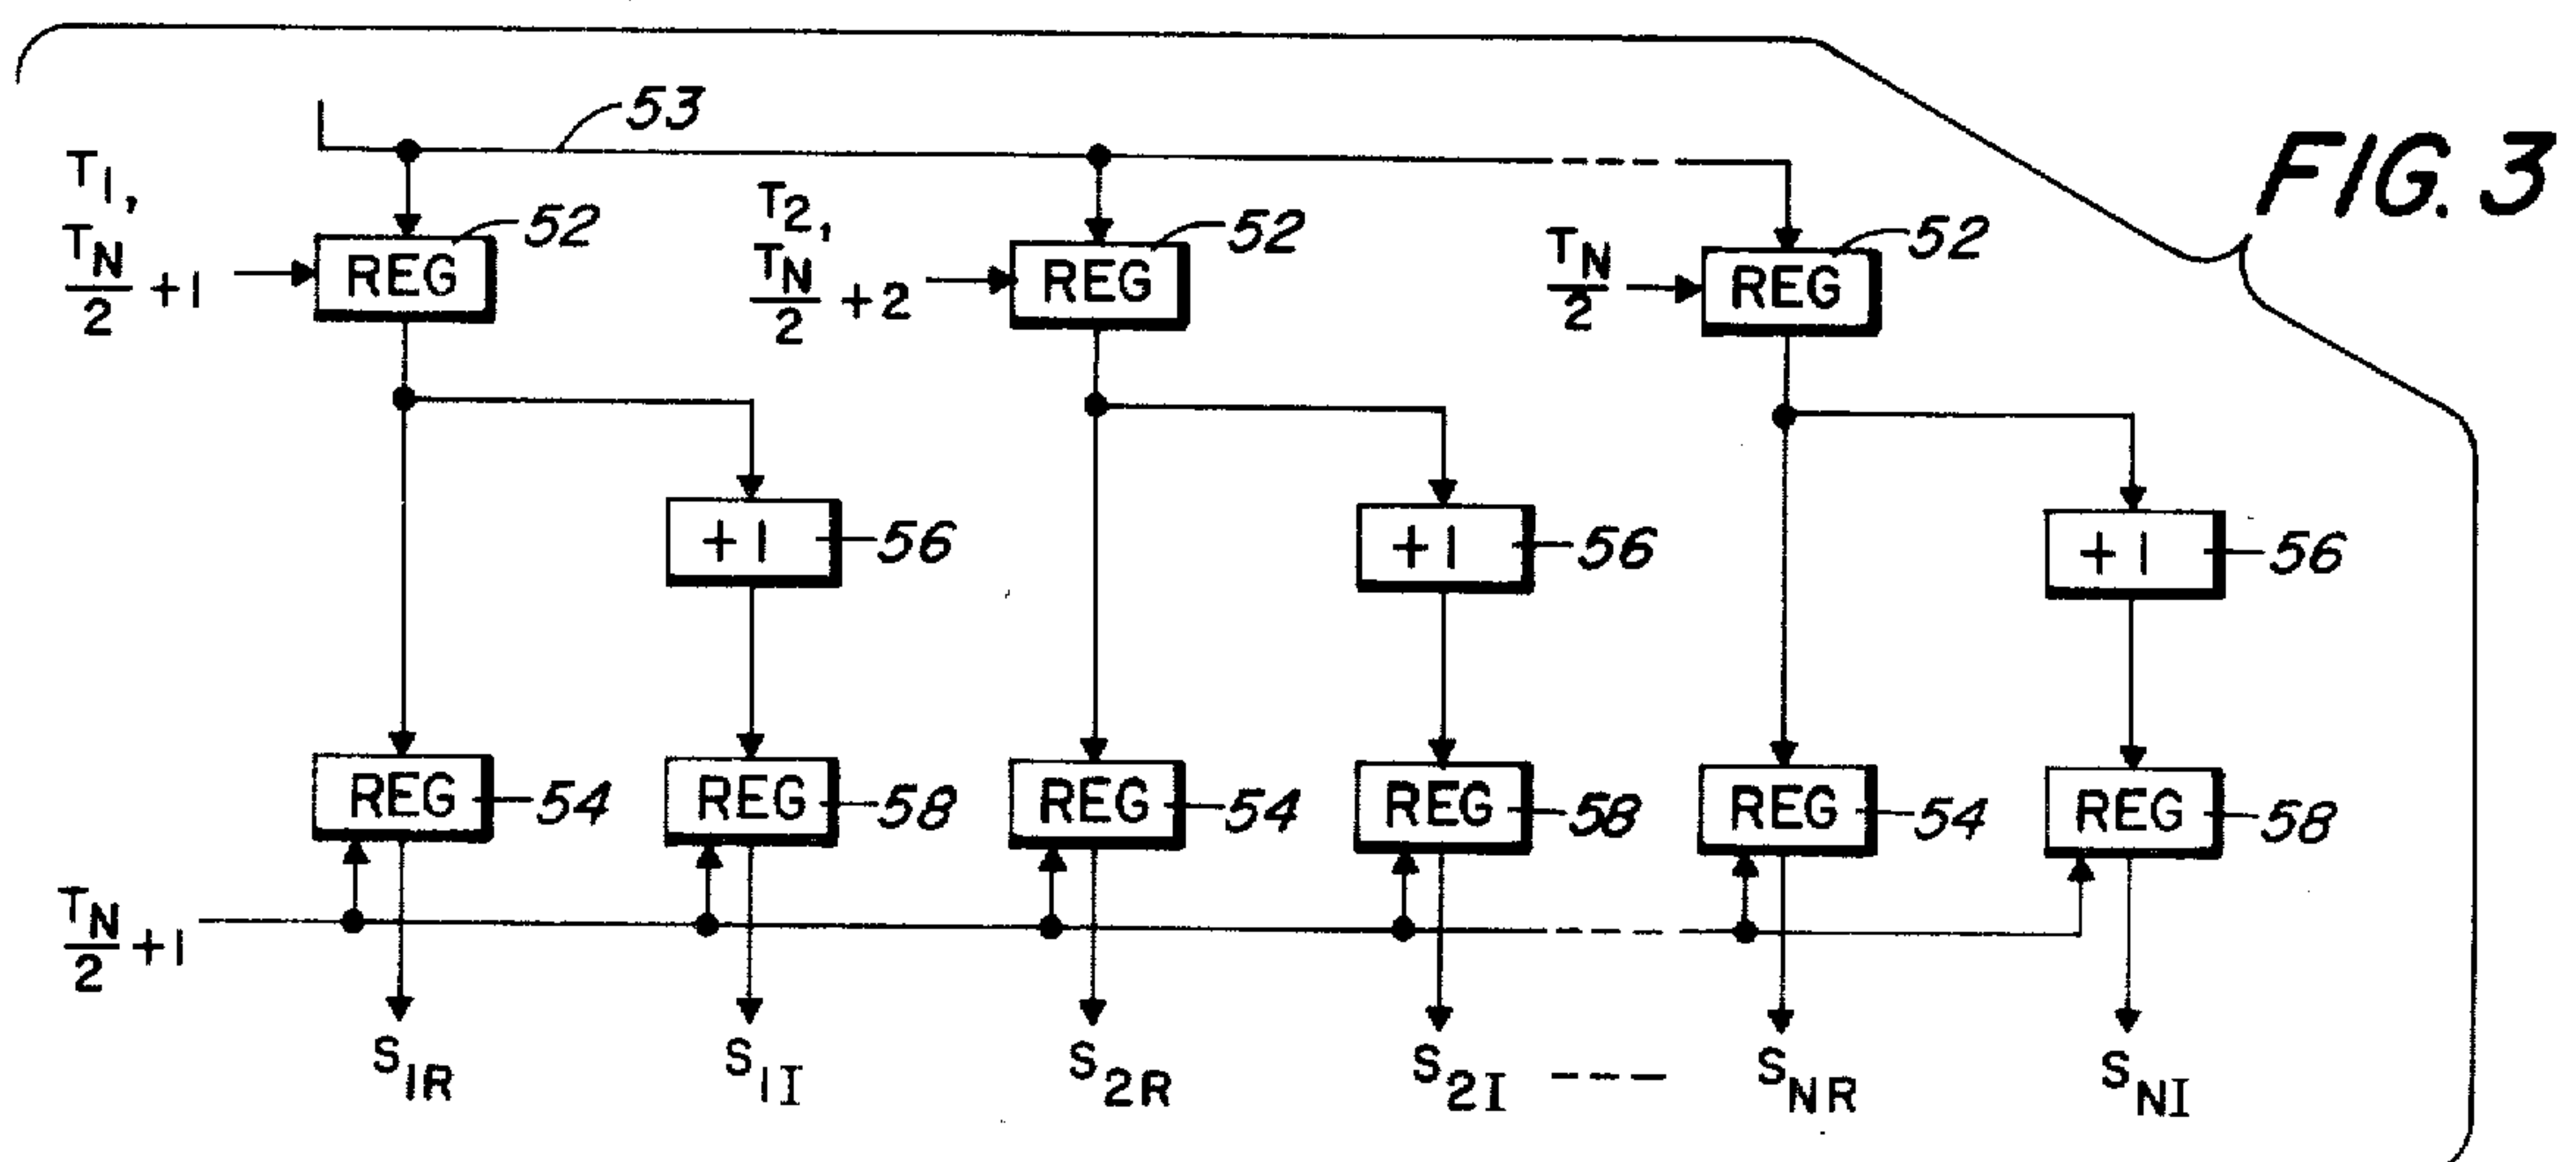 FIG. 3
53
T1,
TN/2 +1
52
REG
T2,
TN/2 +2
52
REG
TN/2
52
REG
+1
56
+1
56
+1
56
REG
54
REG
58
REG
54
REG
58
REG
54
REG
58
TN/2 +1
S1R
S1I
S2R
S2I
---
SNR
SNI